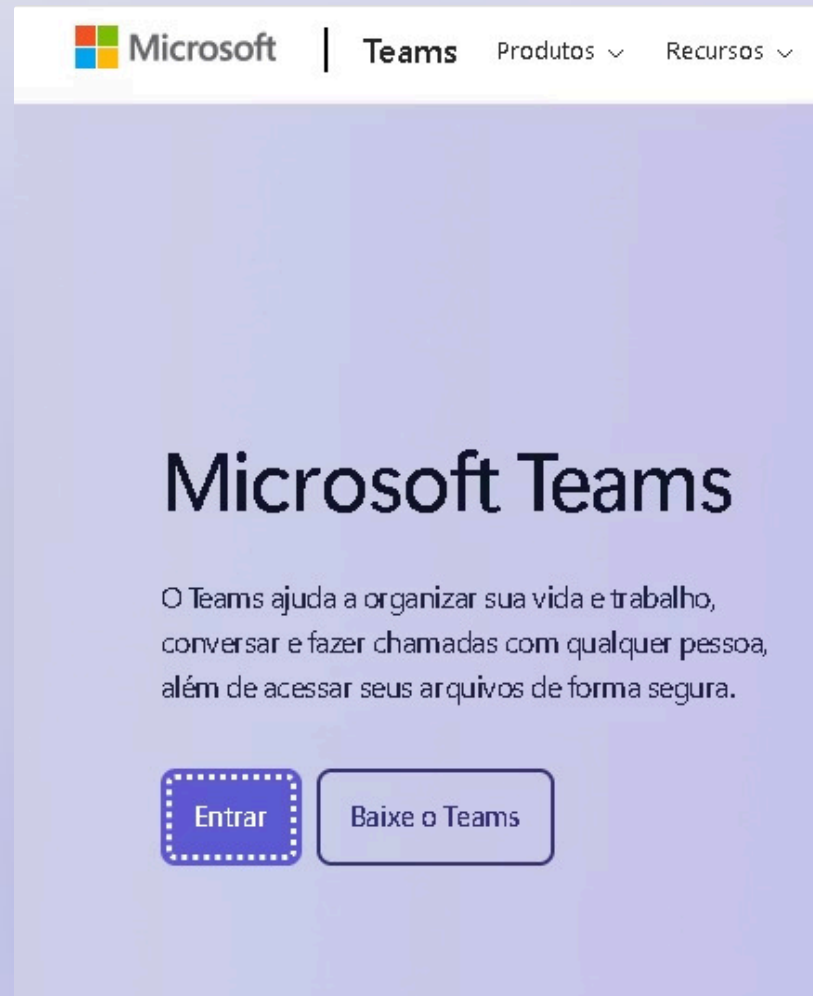 Microsoft | Teams Produtos Recursos
Microsoft Teams
O Teams ajuda a organizar sua vida e trabalho,
conversar e fazer chamadas com qualquer pessoa,
além de acessar seus arquivos de forma segura.
Entrar Baixe o Teams